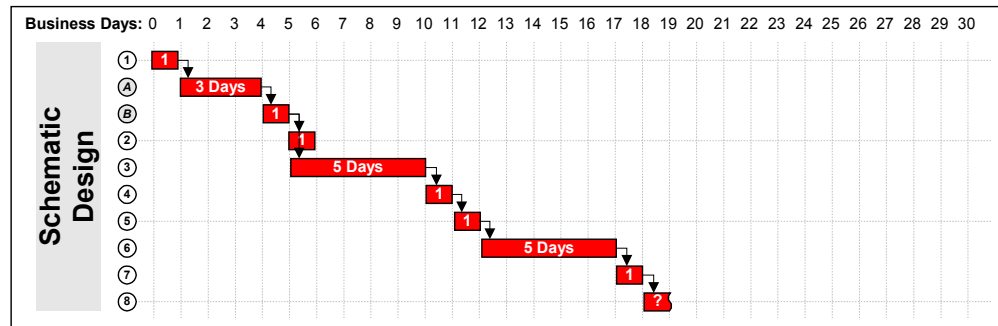 Business Days: 0 1 2 3 4 5 6 7 8 9 10 11 12 13 14 15 16 17 18 19 20 21 22 23 24 25 26 27 28 29 30
Schematic
Design
1 1
A 3 Days
B 1
2 1
3 5 Days
4 1
5 1
6 5 Days
7 1
8 ?